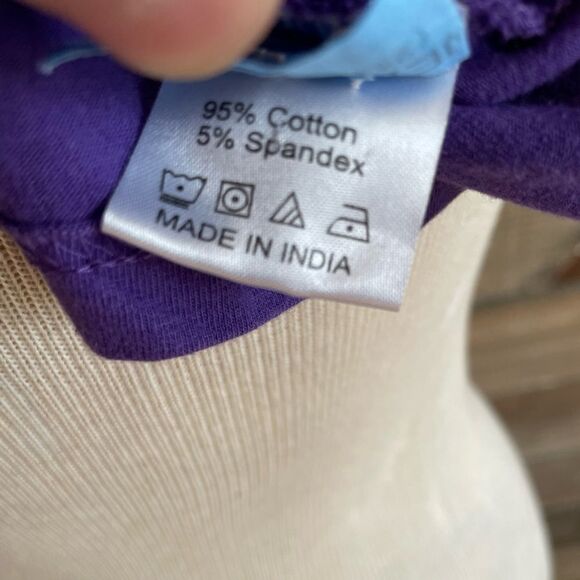 95% Cotton
5% Spandex
MADE IN INDIA